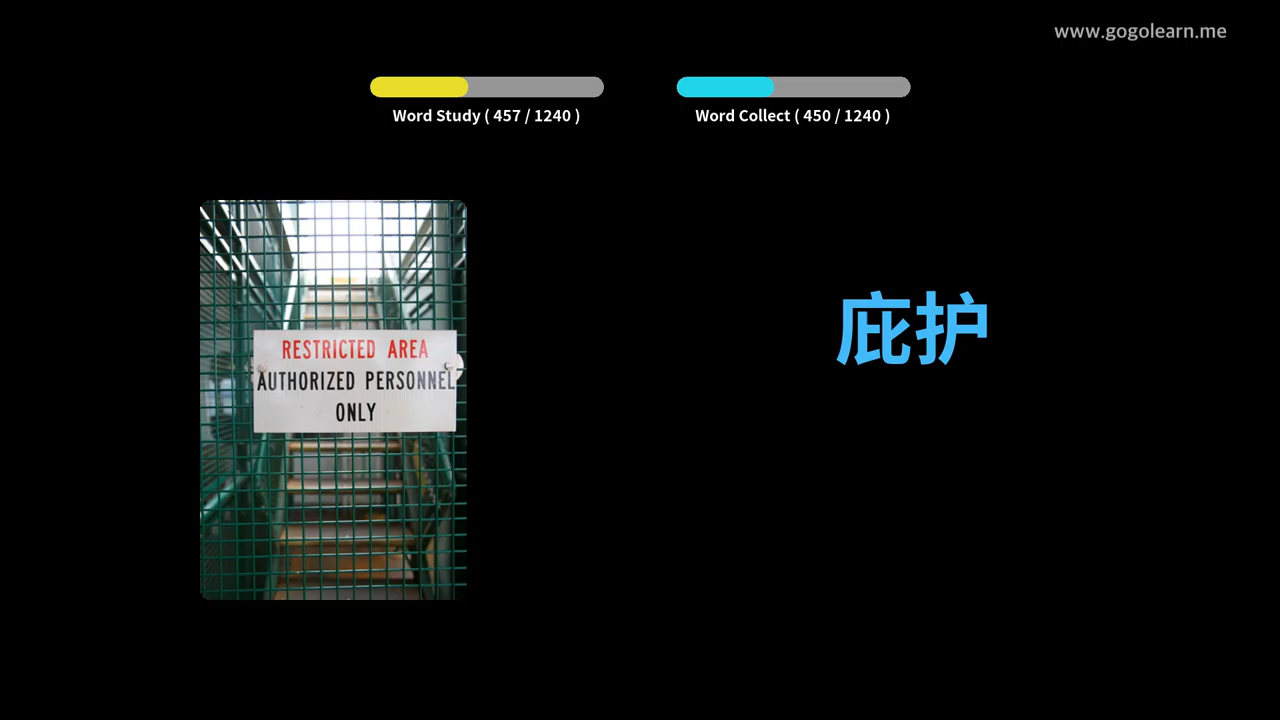 www.gogolearn.me
Word Study ( 457 / 1240 )
Word Collect ( 450 / 1240 )
RESTRICTED AREA
AUTHORIZED PERSONNEL
ONLY
庇护